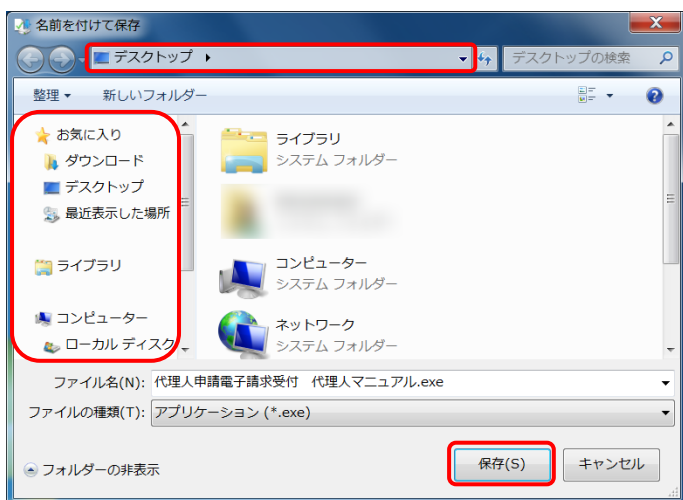 名前を付けて保存
デスクトップ
デスクトップの検索
整理
新しいフォルダー
お気に入り
ダウンロード
デスクトップ
最近表示した場所
ライブラリ
コンピューター
ローカル ディスク
ライブラリ
システム フォルダー
コンピューター
システム フォルダー
ネットワーク
システム フォルダー
ファイル名(N): 代理人申請電子請求受付　代理人マニュアル.exe
ファイルの種類(T): アプリケーション (*.exe)
フォルダーの非表示
保存(S)
キャンセル